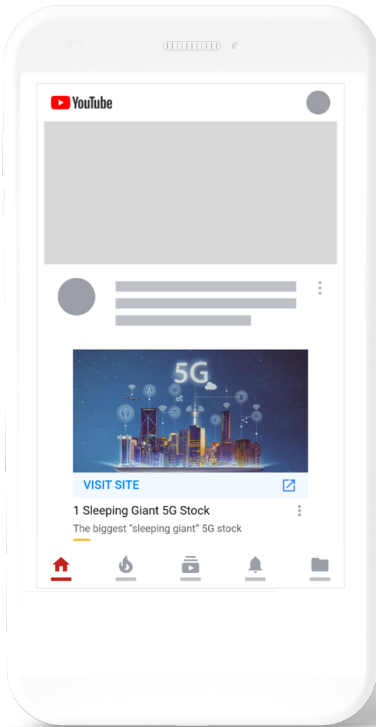 YouTube
5G
VISIT SITE
1 Sleeping Giant 5G Stock
The biggest "sleeping giant" 5G stock